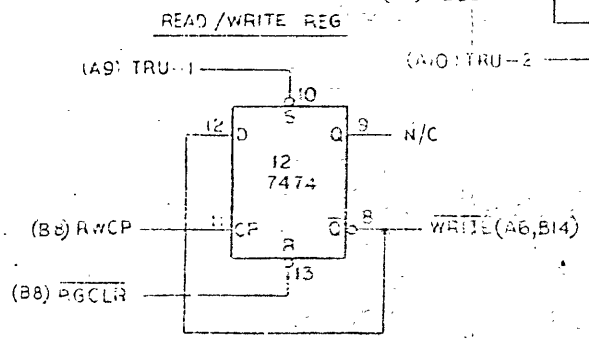 READ/WRITE REG
(A9) TRU-1
(A10) TRU-2
10
S
12
D
Q
9
N/C
12
7474
(B8) RWCP
11
CP
Q
8
WRITE(A6,B14)
R
13
(B8) RGCLR